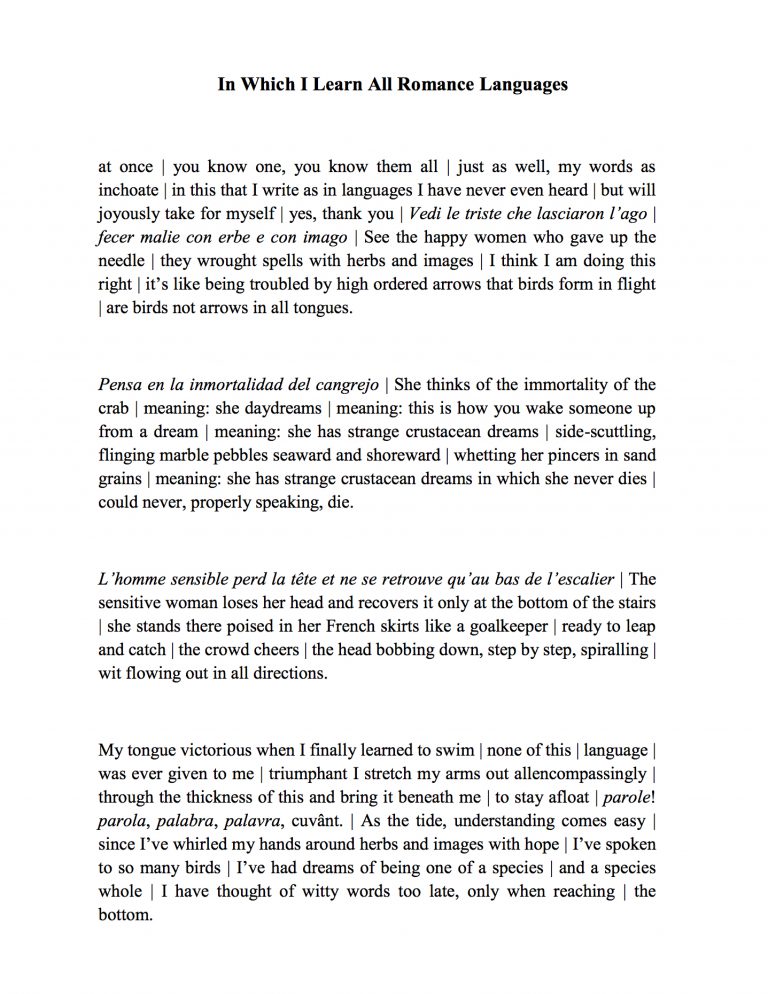 In Which I Learn All Romance Languages
at once | you know one, you know them all | just as well, my words as
inchoate | in this that I write as in languages I have never even heard | but will
joyously take for myself | yes, thank you | Vedi le triste che lasciaron l’ago |
fecer malie con erbe e con imago | See the happy women who gave up the
needle | they wrought spells with herbs and images | I think I am doing this
right | it’s like being troubled by high ordered arrows that birds form in flight
| are birds not arrows in all tongues.
Pensa en la inmortalidad del cangrejo | She thinks of the immortality of the
crab | meaning: she daydreams | meaning: this is how you wake someone up
from a dream | meaning: she has strange crustacean dreams | side-scuttling,
flinging marble pebbles seaward and shoreward | whetting her pincers in sand
grains | meaning: she has strange crustacean dreams in which she never dies |
could never, properly speaking, die.
L’homme sensible perd la tête et ne se retrouve qu’au bas de l’escalier | The
sensitive woman loses her head and recovers it only at the bottom of the stairs
| she stands there poised in her French skirts like a goalkeeper | ready to leap
and catch | the crowd cheers | the head bobbing down, step by step, spiralling |
wit flowing out in all directions.
My tongue victorious when I finally learned to swim | none of this | language |
was ever given to me | triumphant I stretch my arms out allencompassingly |
through the thickness of this and bring it beneath me | to stay afloat | parole!
parola, palabra, palavra, cuvânt. | As the tide, understanding comes easy |
since I’ve whirled my hands around herbs and images with hope | I’ve spoken
to so many birds | I’ve had dreams of being one of a species | and a species
whole | I have thought of witty words too late, only when reaching | the
bottom.